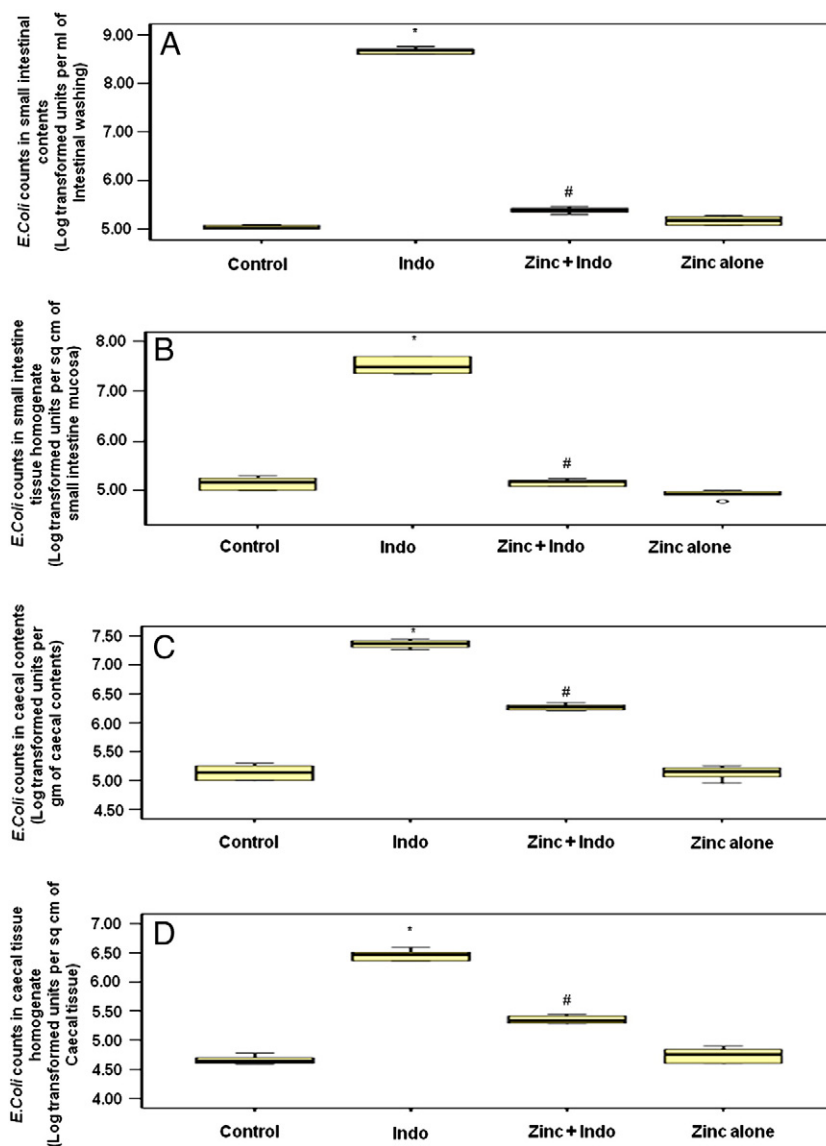 A
E.Coli counts in small intestinal
contents
(Log transformed units per ml of
Intestinal washing)
9.00
8.00
7.00
6.00
5.00
*
#
Control Indo Zinc + Indo Zinc alone
B
E.Coli counts in small intestine
tissue homogenate
(Log transformed units per sq cm of
small intestine mucosa)
8.00
7.00
6.00
5.00
*
#
Control Indo Zinc + Indo Zinc alone
C
E.Coli counts in caecal contents
(Log transformed units per
gm of caecal contents)
7.50
7.00
6.50
6.00
5.50
5.00
4.50
*
#
Control Indo Zinc + Indo Zinc alone
D
E.Coli counts in caecal tissue
homogenate
(Log transformed units per sq cm of
Caecal tissue)
7.00
6.50
6.00
5.50
5.00
4.50
4.00
*
#
Control Indo Zinc + Indo Zinc alone